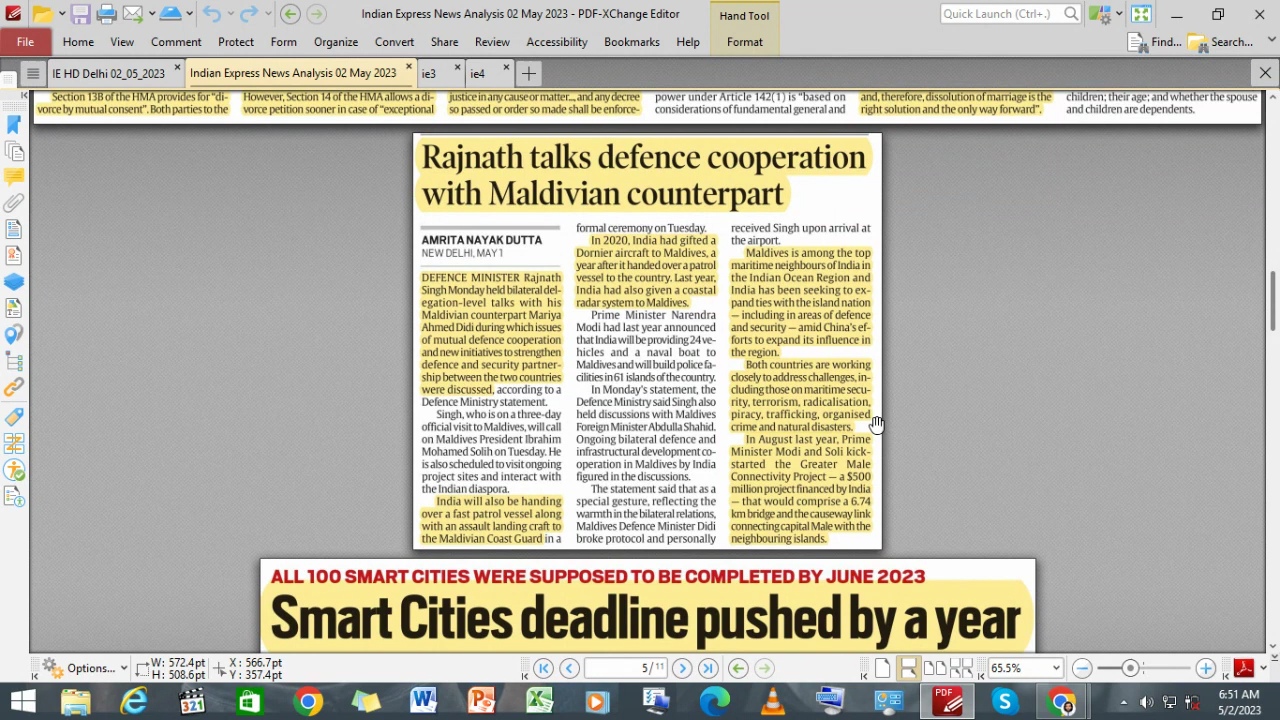 Indian Express News Analysis 02 May 2023 - PDF-XChange Editor
Hand Tool
Quick Launch (Ctrl+.)
File
Home
View
Comment
Protect
Form
Organize
Convert
Share
Review
Accessibility
Bookmarks
Help
Format
Find...
Search...
IE HD Delhi 02_05_2023
Indian Express News Analysis 02 May 2023
ie3
ie4
Section 13B of the HMA provides for "di-
vorce by mutual consent". Both parties to the
However, Section 14 of the HMA allows a di-
vorce petition sooner in case of "exceptional
justice in any cause or matter..., and any decree
so passed or order so made shall be enforce-
power under Article 142(1) is "based on
considerations of fundamental general and
and, therefore, dissolution of marriage is the
right solution and the only way forward".
children; their age; and whether the spouse
and children are dependents.
Rajnath talks defence cooperation
with Maldivian counterpart
AMRITA NAYAK DUTTA
NEW DELHI, MAY 1
DEFENCE MINISTER Rajnath
Singh Monday held bilateral del-
egation-level talks with his
Maldivian counterpart Mariya
Ahmed Didi during which issues
of mutual defence cooperation
and new initiatives to strengthen
defence and security partner-
ship between the two countries
were discussed, according to a
Defence Ministry statement.
Singh, who is on a three-day
official visit to Maldives, will call
on Maldives President Ibrahim
Mohamed Solih on Tuesday. He
is also scheduled to visit ongoing
project sites and interact with
the Indian diaspora.
India will also be handing
over a fast patrol vessel along
with an assault landing craft to
the Maldivian Coast Guard in a
formal ceremony on Tuesday.
In 2020, India had gifted a
Dornier aircraft to Maldives, a
year after it handed over a patrol
vessel to the country. Last year,
India had also given a coastal
radar system to Maldives.
Prime Minister Narendra
Modi had last year announced
that India will be providing 24 ve-
hicles and a naval boat to
Maldives and will build police fa-
cilities in 61 islands of the country.
In Monday's statement, the
Defence Ministry said Singh also
held discussions with Maldives
Foreign Minister Abdulla Shahid.
Ongoing bilateral defence and
infrastructural development co-
operation in Maldives by India
figured in the discussions.
The statement said that as a
special gesture, reflecting the
warmth in the bilateral relations,
Maldives Defence Minister Didi
broke protocol and personally
received Singh upon arrival at
the airport.
Maldives is among the top
maritime neighbours of India in
the Indian Ocean Region and
India has been seeking to ex-
pand ties with the island nation
— including in areas of defence
and security — amid China's ef-
forts to expand its influence in
the region.
Both countries are working
closely to address challenges, in-
cluding those on maritime secu-
rity, terrorism, radicalisation,
piracy, trafficking, organised
crime and natural disasters.
In August last year, Prime
Minister Modi and Soli kick-
started the Greater Male
Connectivity Project — a $500
million project financed by India
— that would comprise a 6.74
km bridge and the causeway link
connecting capital Male with the
neighbouring islands.
ALL 100 SMART CITIES WERE SUPPOSED TO BE COMPLETED BY JUNE 2023
Smart Cities deadline pushed by a year
Options...
W: 572.4pt
H: 508.6pt
X: 566.7pt
Y: 357.4pt
5 / 11
65.5%
321
PDF
6:51 AM
5/2/2023